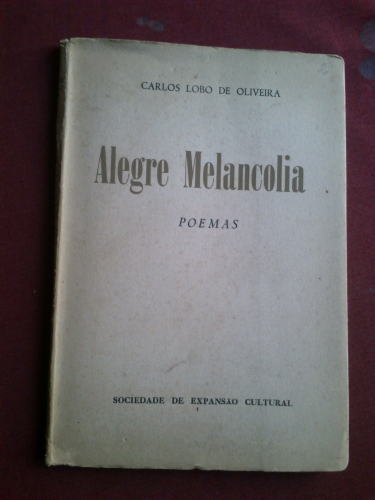 CARLOS LOBO DE OLIVEIRA
Alegre Melancolia
POEMAS
SOCIEDADE DE EXPANSÃO CULTURAL